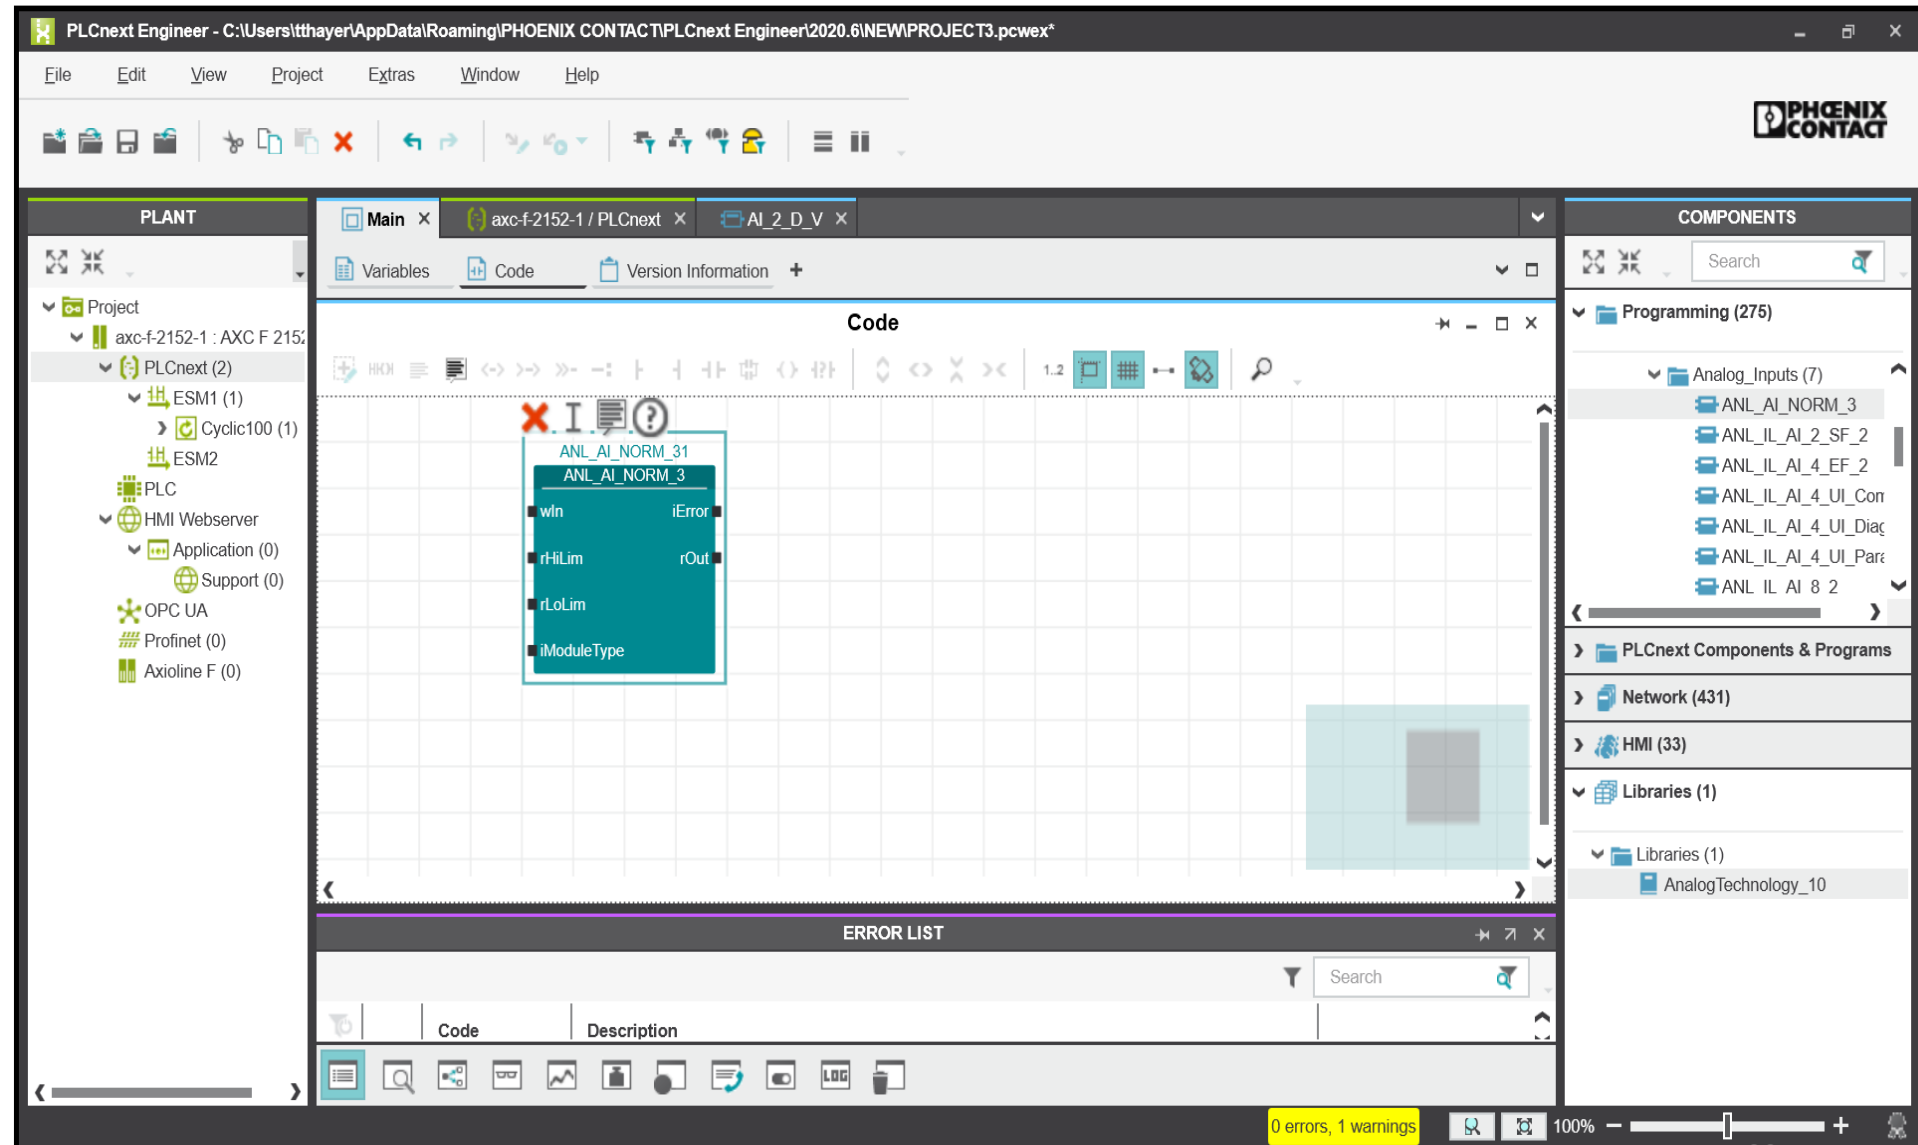 PLCnext Engineer - C:\Users\tthayer\AppData\Roaming\PHOENIX CONTACT\PLCnext Engineer\2020.6\NEW\PROJECT3.pcwex*
File Edit View Project Extras Window Help
PHŒNIX
CONTACT
PLANT
Project
axc-f-2152-1 : AXC F 2152
PLCnext (2)
ESM1 (1)
Cyclic100 (1)
ESM2
PLC
HMI Webserver
Application (0)
Support (0)
OPC UA
Profinet (0)
Axioline F (0)
Main axc-f-2152-1 / PLCnext AI_2_D_V
Variables Code Version Information
Code
1..2
ANL_AI_NORM_31
ANL_AI_NORM_3
wIn iError
rHiLim rOut
rLoLim
iModuleType
ERROR LIST
Search
Code Description
LOG
COMPONENTS
Search
Programming (275)
Analog_Inputs (7)
ANL_AI_NORM_3
ANL_IL_AI_2_SF_2
ANL_IL_AI_4_EF_2
ANL_IL_AI_4_UI_Com
ANL_IL_AI_4_UI_Diag
ANL_IL_AI_4_UI_Para
ANL_IL_AI_8_2
PLCnext Components & Programs
Network (431)
HMI (33)
Libraries (1)
Libraries (1)
AnalogTechnology_10
0 errors, 1 warnings 100%